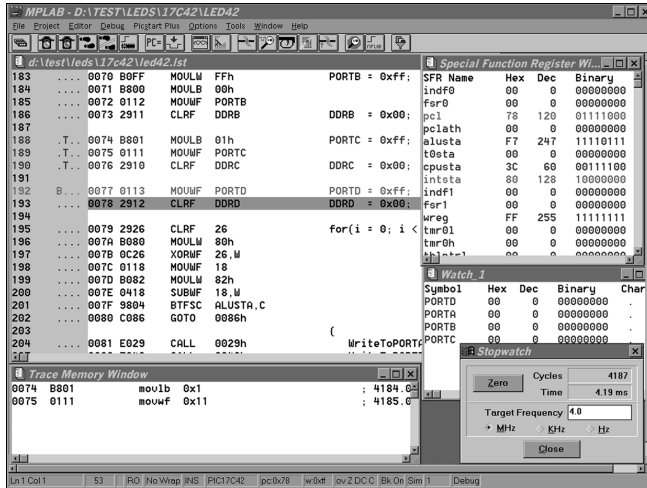 MPLAB - D:\TEST\LEDS\17C42\LED42
File Project Editor Debug Picstart Plus Options Tools Window Help
PC=
d:\test\leds\17c42\led42.lst
183 .... 0070 B0FF MOVLW FFh PORTB = 0xff;
184 .... 0071 B800 MOVLB 00h
185 .... 0072 0112 MOVWF PORTB
186 .... 0073 2911 CLRF DDRB DDRB = 0x00;
187
188 .T.. 0074 B801 MOVLB 01h PORTC = 0xff;
189 .T.. 0075 0111 MOVWF PORTC
190 .T.. 0076 2910 CLRF DDRC DDRC = 0x00;
191
192 B... 0077 0113 MOVWF PORTD PORTD = 0xff;
193 .... 0078 2912 CLRF DDRD DDRD = 0x00;
194
195 .... 0079 2926 CLRF 26 for(i = 0; i <
196 .... 007A B080 MOVLW 80h
197 .... 007B 0C26 XORWF 26,W
198 .... 007C 0118 MOVWF 18
199 .... 007D B082 MOVLW 82h
200 .... 007E 0418 SUBWF 18,W
201 .... 007F 9804 BTFSC ALUSTA,C
202 .... 0080 C086 GOTO 0086h
203 {
204 .... 0081 E029 CALL 0029h WriteToPORTA
Special Function Register Wi...
SFR Name Hex Dec Binary
indf0 00 0 00000000
fsr0 00 0 00000000
pcl 78 120 01111000
pclath 00 0 00000000
alusta F7 247 11110111
t0sta 00 0 00000000
cpusta 3C 60 00111100
intsta 80 128 10000000
indf1 00 0 00000000
fsr1 00 0 00000000
wreg FF 255 11111111
tmr0l 00 0 00000000
tmr0h 00 0 00000000
Watch_1
Symbol Hex Dec Binary Char
PORTD 00 0 00000000 .
PORTA 00 0 00000000 .
PORTB 00 0 00000000 .
PORTC 00 0 00000000 .
Trace Memory Window
0074 B801 movlb 0x1 ; 4184.0
0075 0111 movwf 0x11 ; 4185.0
Stopwatch
Zero Cycles 4187
Time 4.19 ms
Target Frequency 4.0
MHz KHz Hz
Close
Ln 1 Col 1 53 RO No Wrap INS PIC17C42 pc:0x78 w:0xff ov Z DC C Bk On Sim 1 Debug